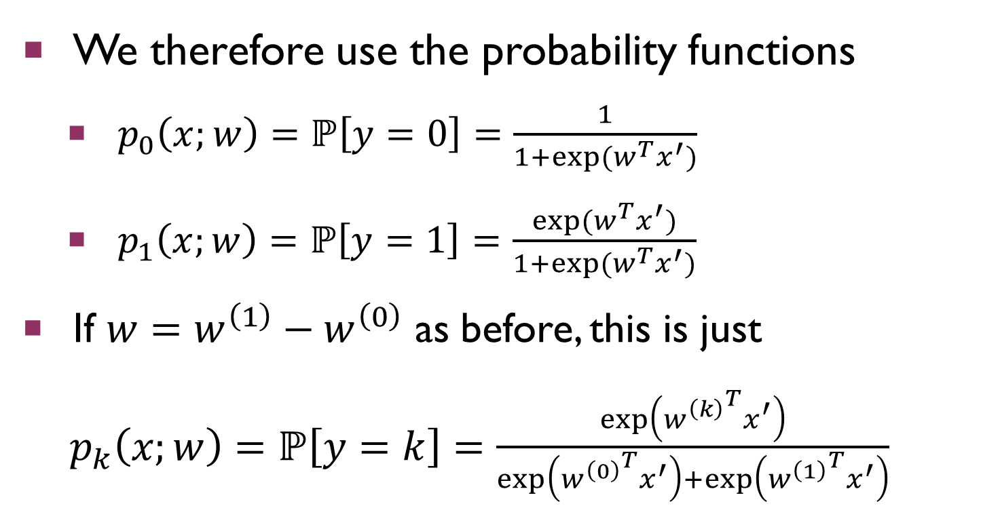 ▪ We therefore use the probability functions
▪ $p_0(x; w) = \mathbb{P}[y = 0] = \frac{1}{1+\exp(w^T x')}$
▪ $p_1(x; w) = \mathbb{P}[y = 1] = \frac{\exp(w^T x')}{1+\exp(w^T x')}$
▪ If $w = w^{(1)} - w^{(0)}$ as before, this is just
$p_k(x; w) = \mathbb{P}[y = k] = \frac{\exp\left({w^{(k)}}^T x'\right)}{\exp\left({w^{(0)}}^T x'\right)+\exp\left({w^{(1)}}^T x'\right)}$